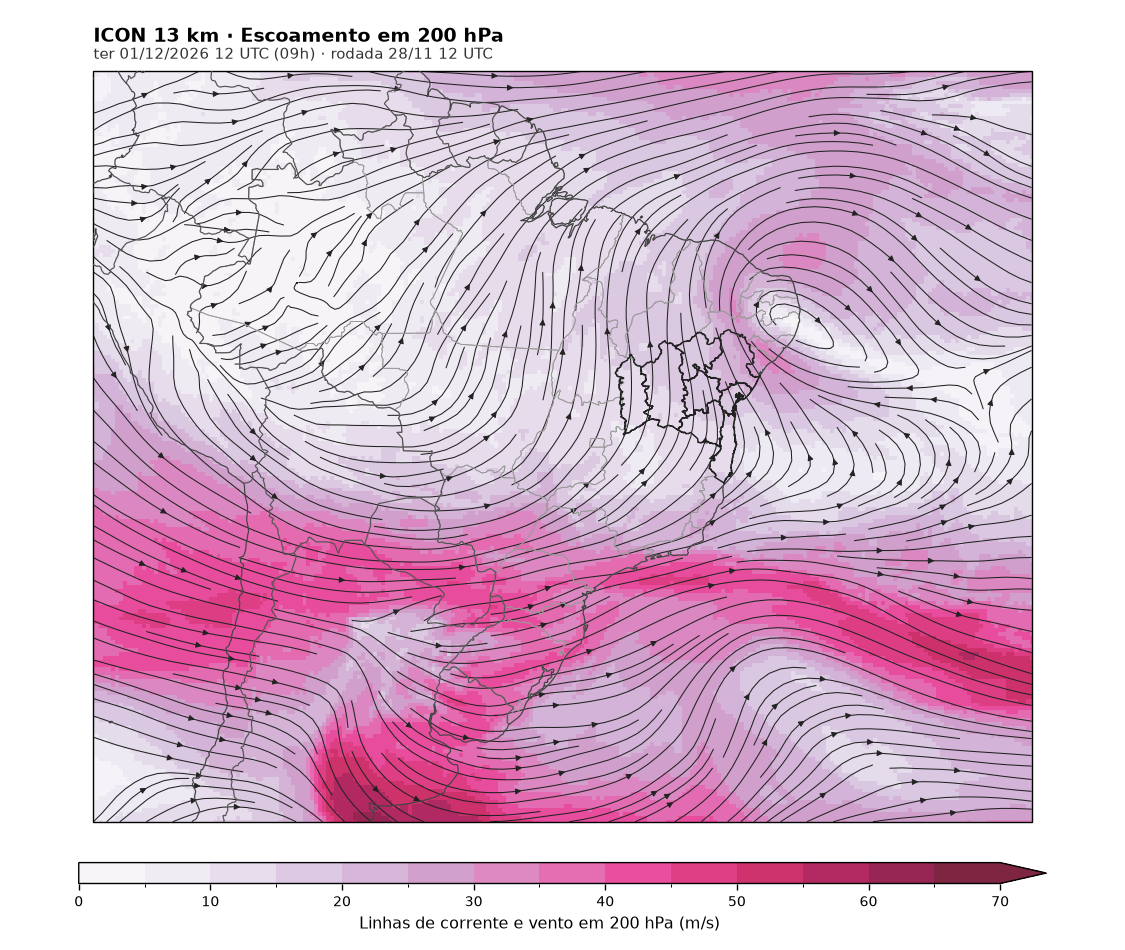 ICON 13 km · Escoamento em 200 hPa
ter 01/12/2026 12 UTC (09h) · rodada 28/11 12 UTC
0 10 20 30 40 50 60 70
Linhas de corrente e vento em 200 hPa (m/s)